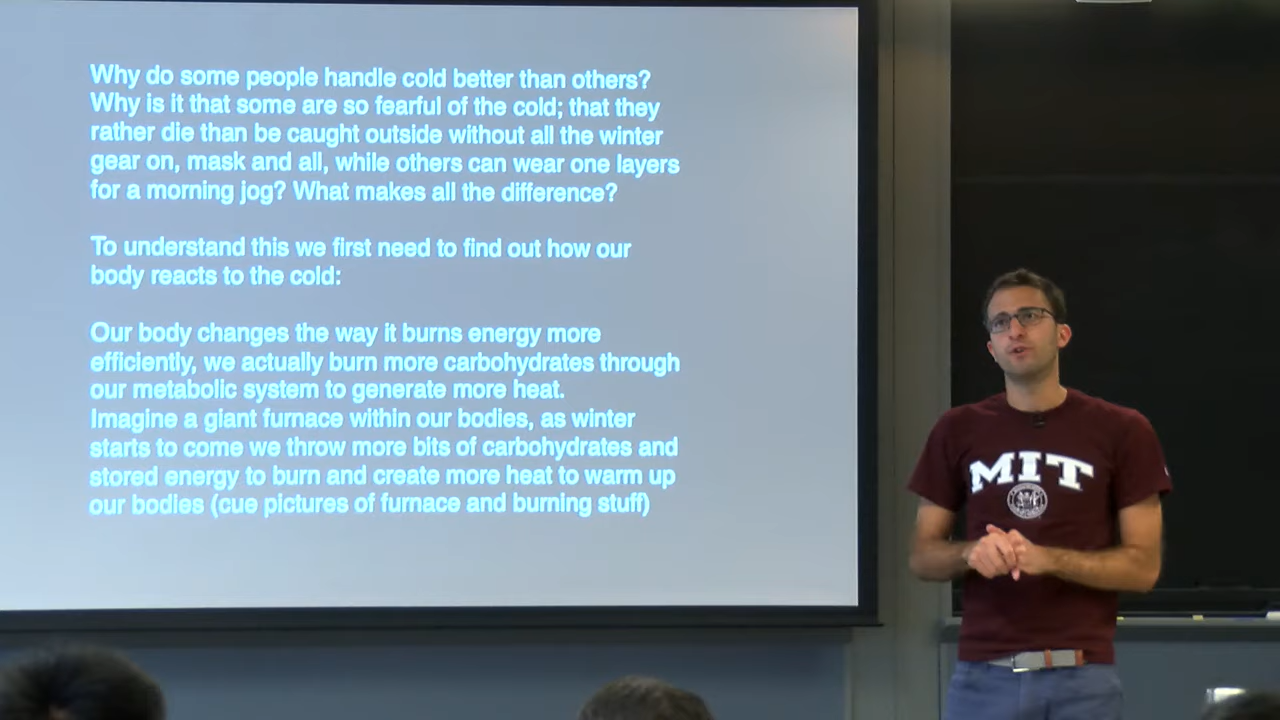 Why do some people handle cold better than others?
Why is it that some are so fearful of the cold; that they
rather die than be caught outside without all the winter
gear on, mask and all, while others can wear one layers
for a morning jog? What makes all the difference?
To understand this we first need to find out how our
body reacts to the cold:
Our body changes the way it burns energy more
efficiently, we actually burn more carbohydrates through
our metabolic system to generate more heat.
Imagine a giant furnace within our bodies, as winter
starts to come we throw more bits of carbohydrates and
stored energy to burn and create more heat to warm up
our bodies (cue pictures of furnace and burning stuff)
MIT